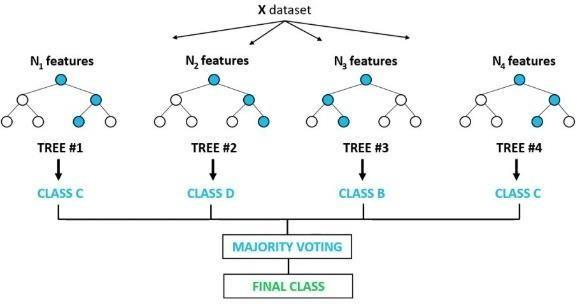 X dataset
N₁ features N₂ features N₃ features N₄ features
TREE #1 TREE #2 TREE #3 TREE #4
CLASS C CLASS D CLASS B CLASS C
MAJORITY VOTING
FINAL CLASS